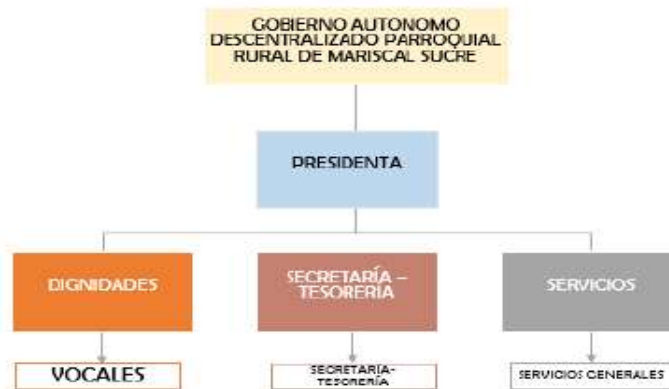 GOBIERNO AUTONOMO
DESCENTRALIZADO PARROQUIAL
RURAL DE MARISCAL SUCRE
PRESIDENTA
DIGNIDADES
SECRETARÍA –
TESORERÍA
SERVICIOS
VOCALES
SECRETARÍA-
TESORERÍA
SERVICIOS GENERALES